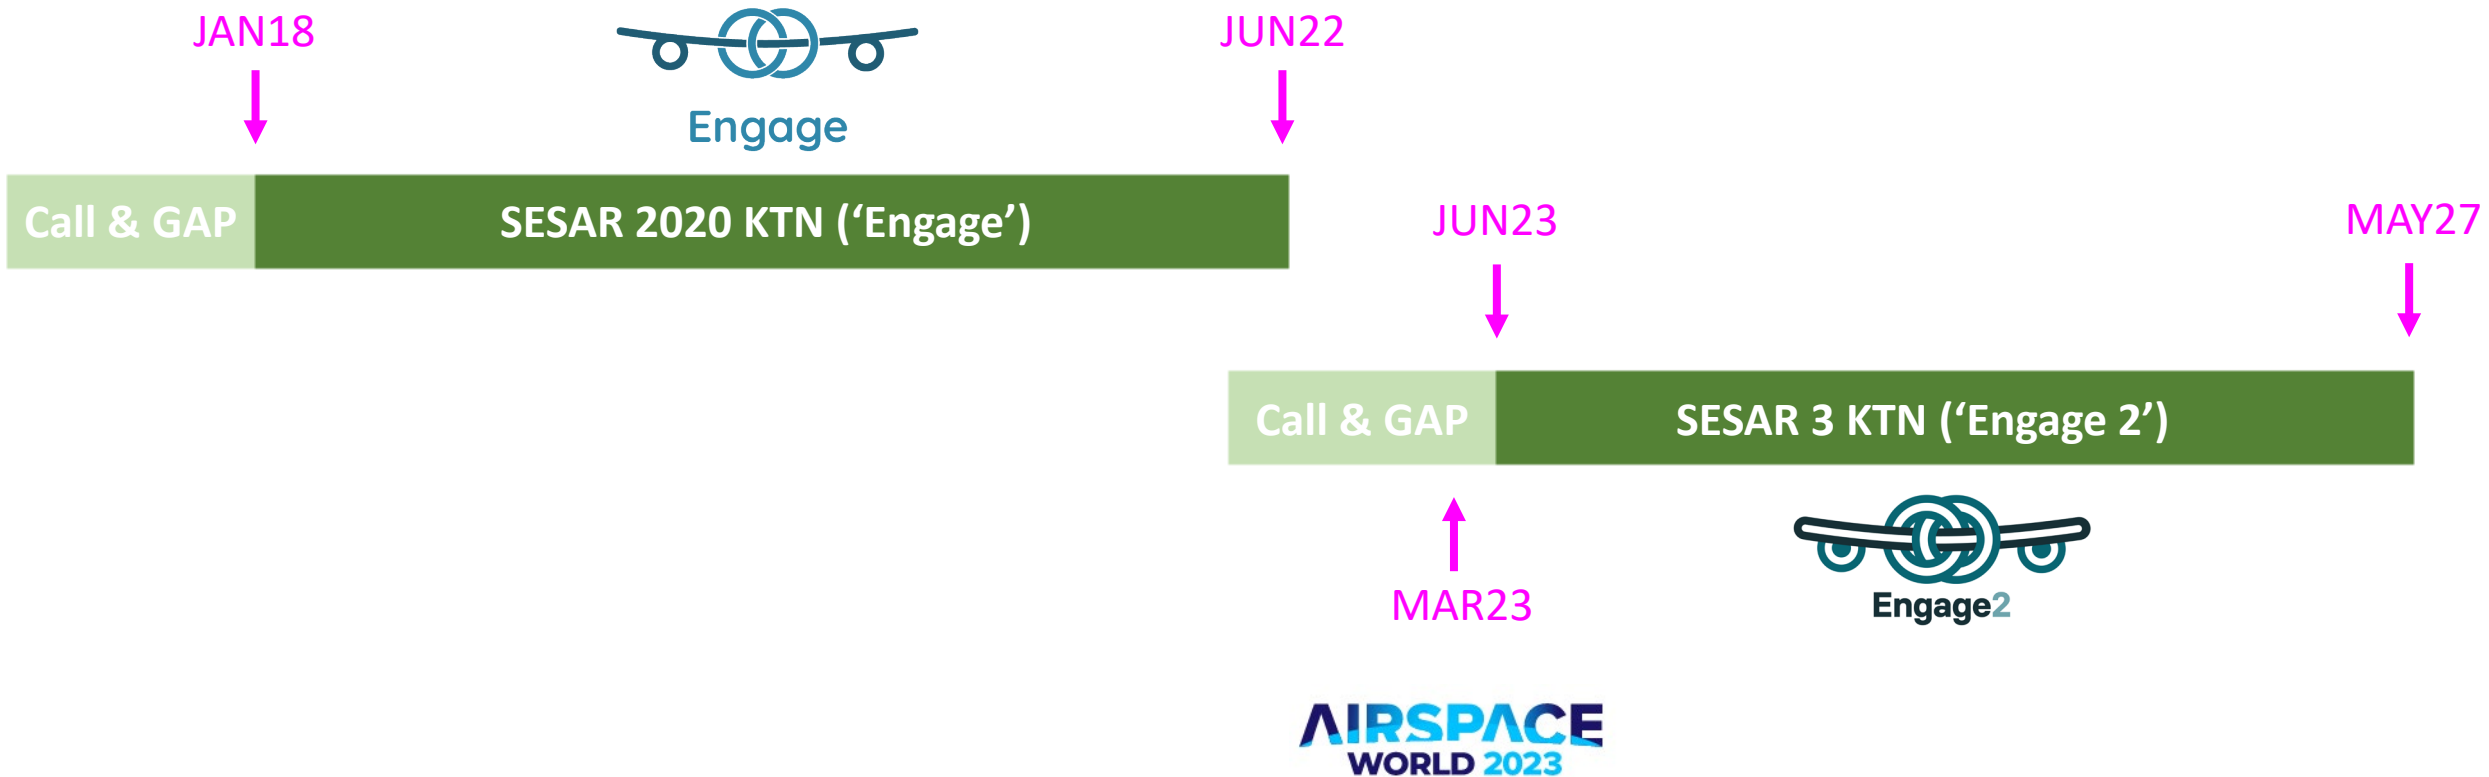 JAN18
JUN22
Engage
Call & GAP
SESAR 2020 KTN (‘Engage’)
JUN23
MAY27
Call & GAP
SESAR 3 KTN (‘Engage 2’)
MAR23
Engage2
AIRSPACE
WORLD 2023